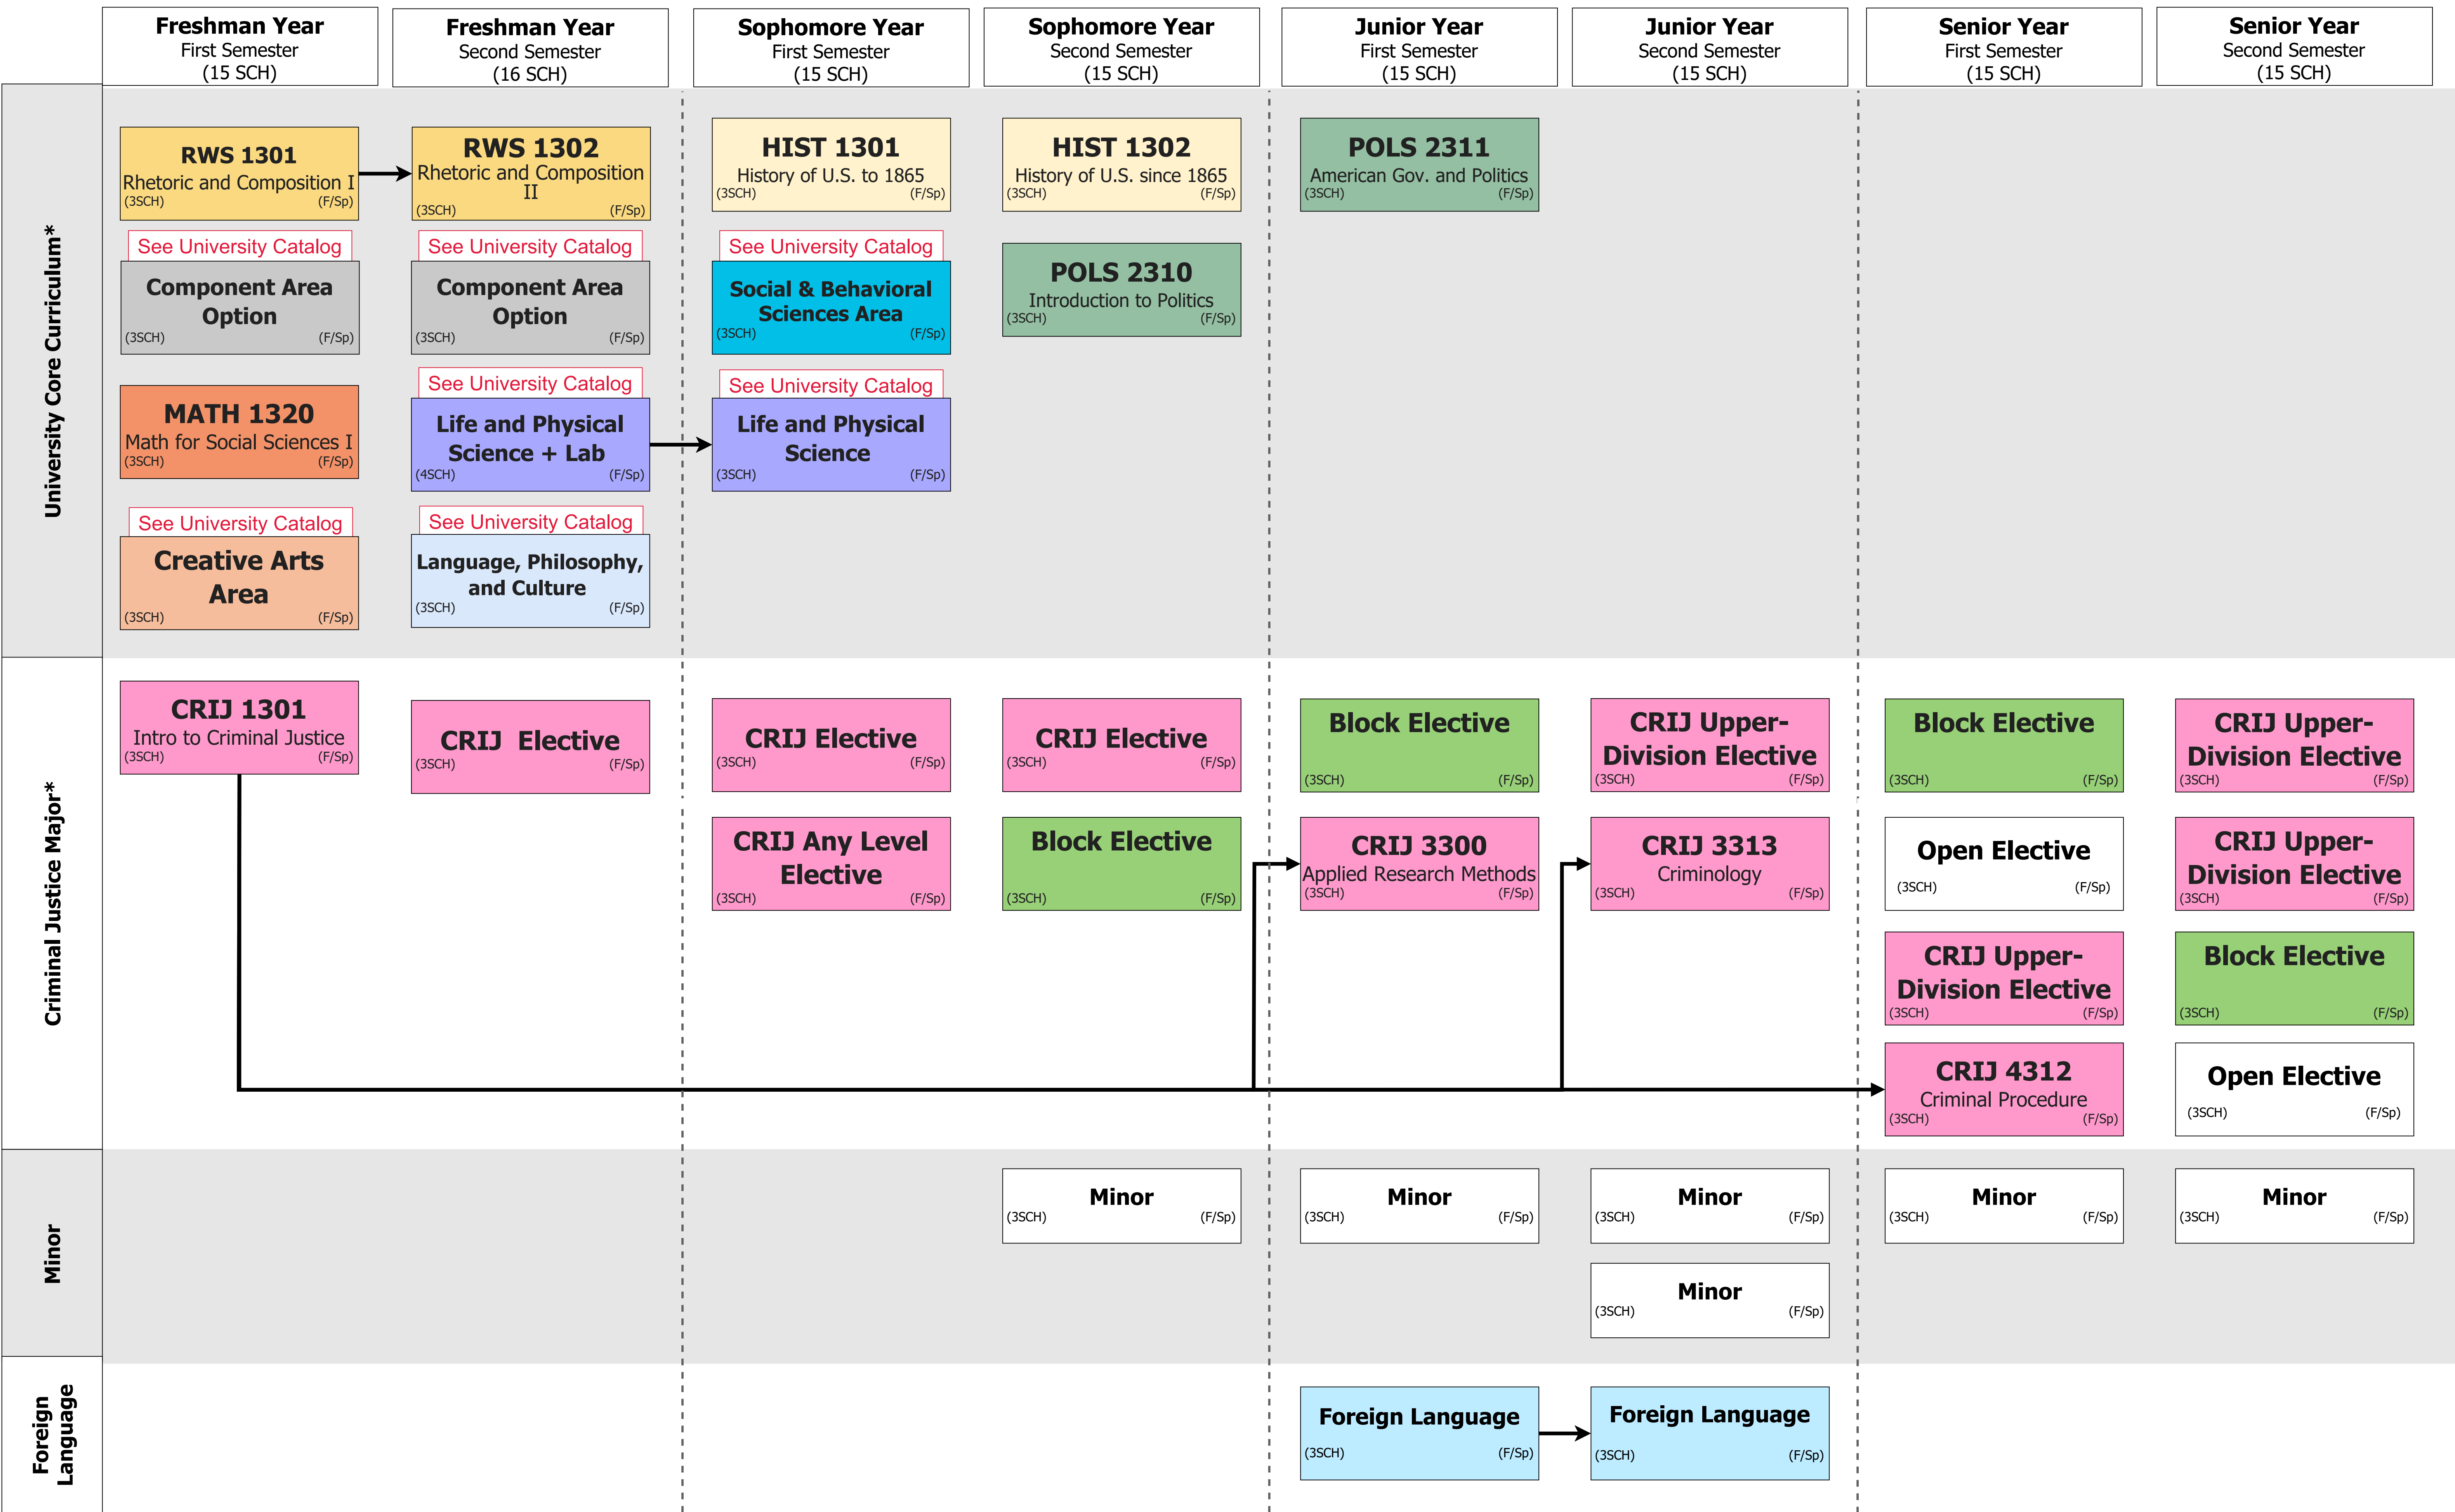 Freshman Year
First Semester
(15 SCH)
Freshman Year
Second Semester
(16 SCH)
Sophomore Year
First Semester
(15 SCH)
Sophomore Year
Second Semester
(15 SCH)
Junior Year
First Semester
(15 SCH)
Junior Year
Second Semester
(15 SCH)
Senior Year
First Semester
(15 SCH)
Senior Year
Second Semester
(15 SCH)
University Core Curriculum*
RWS 1301
Rhetoric and Composition I
(3SCH) (F/Sp)
RWS 1302
Rhetoric and Composition
II
(3SCH) (F/Sp)
HIST 1301
History of U.S. to 1865
(3SCH) (F/Sp)
HIST 1302
History of U.S. since 1865
(3SCH) (F/Sp)
POLS 2311
American Gov. and Politics
(3SCH) (F/Sp)
See University Catalog
Component Area
Option
(3SCH) (F/Sp)
See University Catalog
Component Area
Option
(3SCH) (F/Sp)
See University Catalog
Social & Behavioral
Sciences Area
(3SCH) (F/Sp)
POLS 2310
Introduction to Politics
(3SCH) (F/Sp)
MATH 1320
Math for Social Sciences I
(3SCH) (F/Sp)
See University Catalog
Life and Physical
Science + Lab
(4SCH) (F/Sp)
See University Catalog
Life and Physical
Science
(3SCH) (F/Sp)
See University Catalog
Creative Arts
Area
(3SCH) (F/Sp)
See University Catalog
Language, Philosophy,
and Culture
(3SCH) (F/Sp)
Criminal Justice Major*
CRIJ 1301
Intro to Criminal Justice
(3SCH) (F/Sp)
CRIJ Elective
(3SCH) (F/Sp)
CRIJ Elective
(3SCH) (F/Sp)
CRIJ Elective
(3SCH) (F/Sp)
Block Elective
(3SCH) (F/Sp)
CRIJ Upper-
Division Elective
(3SCH) (F/Sp)
Block Elective
(3SCH) (F/Sp)
CRIJ Upper-
Division Elective
(3SCH) (F/Sp)
CRIJ Any Level
Elective
(3SCH) (F/Sp)
Block Elective
(3SCH) (F/Sp)
CRIJ 3300
Applied Research Methods
(3SCH) (F/Sp)
CRIJ 3313
Criminology
(3SCH) (F/Sp)
Open Elective
(3SCH) (F/Sp)
CRIJ Upper-
Division Elective
(3SCH) (F/Sp)
CRIJ Upper-
Division Elective
(3SCH) (F/Sp)
Block Elective
(3SCH) (F/Sp)
CRIJ 4312
Criminal Procedure
(3SCH) (F/Sp)
Open Elective
(3SCH) (F/Sp)
Minor
Minor
(3SCH) (F/Sp)
Minor
(3SCH) (F/Sp)
Minor
(3SCH) (F/Sp)
Minor
(3SCH) (F/Sp)
Minor
(3SCH) (F/Sp)
Minor
(3SCH) (F/Sp)
Foreign
Language
Foreign Language
(3SCH) (F/Sp)
Foreign Language
(3SCH) (F/Sp)